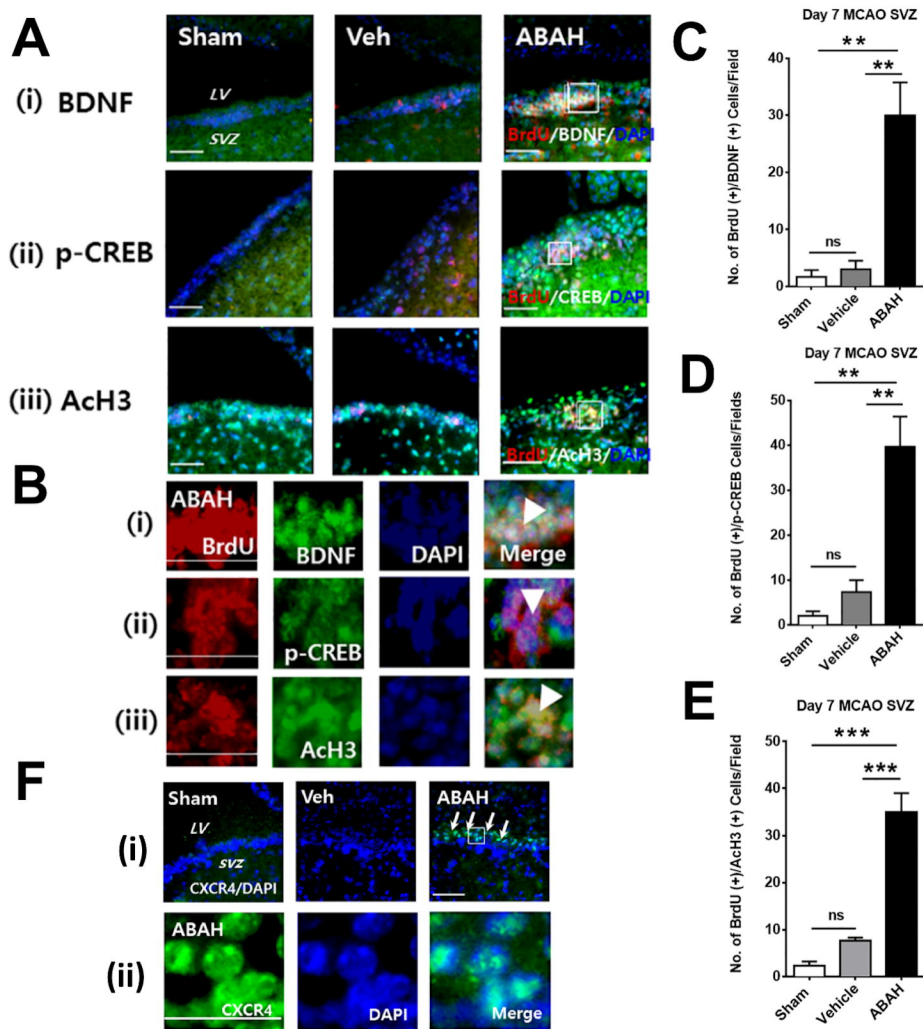 A
Sham
Veh
ABAH
(i) BDNF
LV
SVZ
BrdU/BDNF/DAPI
(ii) p-CREB
BrdU/CREB/DAPI
(iii) AcH3
BrdU/AcH3/DAPI
B
(i)
ABAH
BrdU
BDNF
DAPI
Merge
(ii)
p-CREB
(iii)
AcH3
F
(i)
Sham
LV
SVZ
CXCR4/DAPI
Veh
ABAH
(ii)
ABAH
CXCR4
DAPI
Merge
C
Day 7 MCAO SVZ
No. of BrdU (+)/BDNF (+) Cells/Field
40
30
20
10
0
**
**
ns
Sham
Vehicle
ABAH
D
Day 7 MCAO SVZ
No. of BrdU (+)/p-CREB Cells/Fields
50
40
30
20
10
0
**
**
ns
Sham
Vehicle
ABAH
E
Day 7 MCAO SVZ
No. of BrdU (+)/AcH3 (+) Cells/Field
50
40
30
20
10
0
***
***
ns
Sham
Vehicle
ABAH